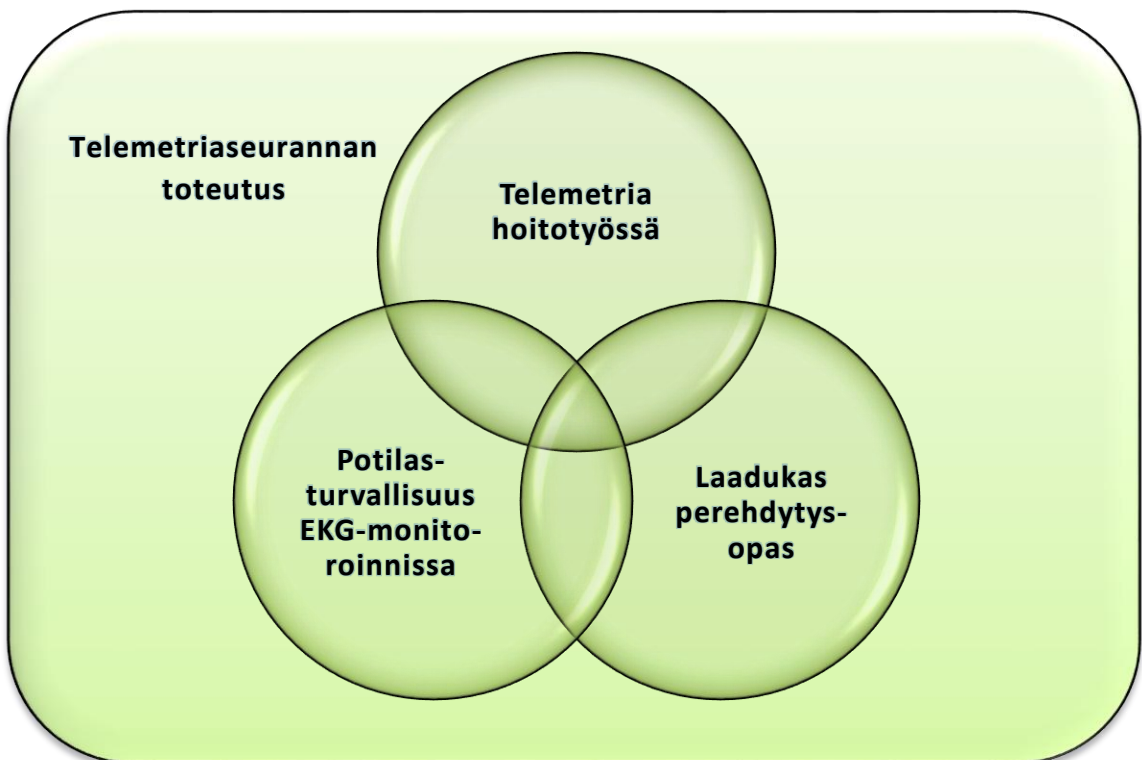 Telemetriaseurannan
toteutus
Telemetria
hoitotyössä
Potilas-
turvallisuus
EKG-monito-
roinnissa
Laadukas
perehdytys-
opas